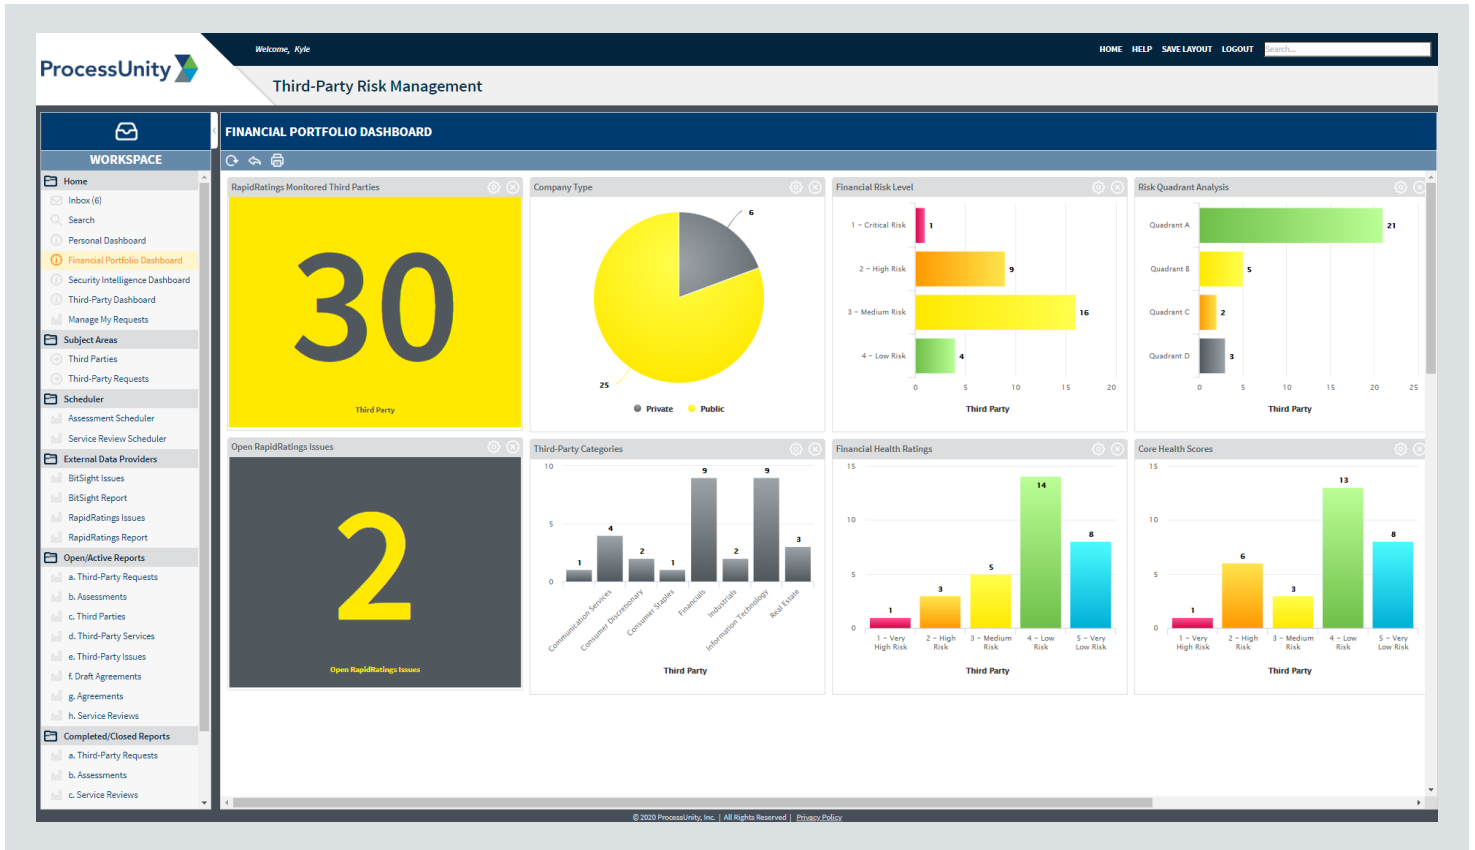 ProcessUnity
Welcome, Kyle
HOME HELP SAVE LAYOUT LOGOUT Search...
Third-Party Risk Management
WORKSPACE
Home
Inbox (6)
Search
Personal Dashboard
Financial Portfolio Dashboard
Security Intelligence Dashboard
Third-Party Dashboard
Manage My Requests
Subject Areas
Third Parties
Third-Party Requests
Scheduler
Assessment Scheduler
Service Review Scheduler
External Data Providers
BitSight Issues
BitSight Report
RapidRatings Issues
RapidRatings Report
Open/Active Reports
a. Third-Party Requests
b. Assessments
c. Third Parties
d. Third-Party Services
e. Third-Party Issues
f. Draft Agreements
g. Agreements
h. Service Reviews
Completed/Closed Reports
a. Third-Party Requests
b. Assessments
c. Service Reviews
FINANCIAL PORTFOLIO DASHBOARD
RapidRatings Monitored Third Parties
30
Third Party
Company Type
6
25
Private Public
Financial Risk Level
1 - Critical Risk 1
2 - High Risk 9
3 - Medium Risk 16
4 - Low Risk 4
0 5 10 15 20
Third Party
Risk Quadrant Analysis
Quadrant A 21
Quadrant B 5
Quadrant C 2
Quadrant D 3
0 5 10 15 20 25
Third Party
Open RapidRatings Issues
2
Open RapidRatings Issues
Third-Party Categories
10
5
0
1 4 2 1 9 2 9 3
Communication Services
Consumer Discretionary
Consumer Staples
Financials
Industrials
Information Technology
Real Estate
Third Party
Financial Health Ratings
15
10
5
0
1 3 5 14 8
1 - Very High Risk
2 - High Risk
3 - Medium Risk
4 - Low Risk
5 - Very Low Risk
Third Party
Core Health Scores
15
10
5
0
1 6 3 13 8
1 - Very High Risk
2 - High Risk
3 - Medium Risk
4 - Low Risk
5 - Very Low Risk
Third Party
© 2020 ProcessUnity, Inc. | All Rights Reserved | Privacy Policy